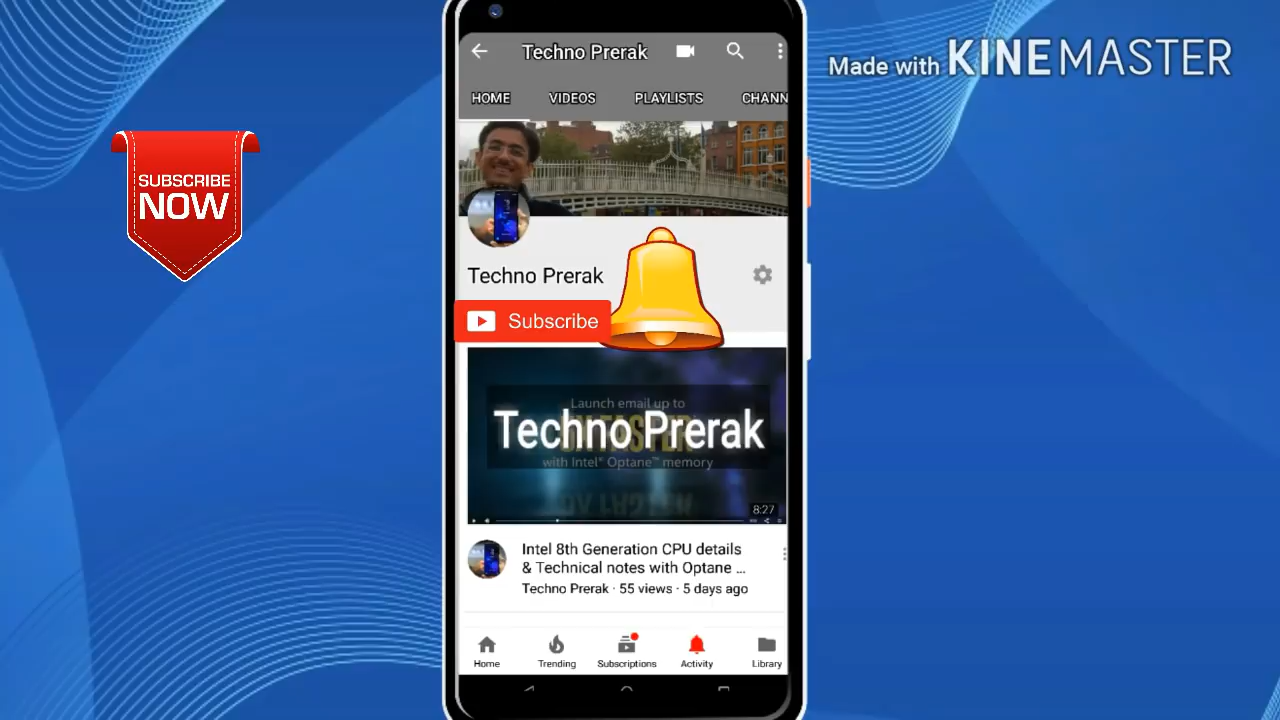 Techno Prerak
Made with KINEMASTER
HOME VIDEOS PLAYLISTS CHANN
SUBSCRIBE
NOW
Techno Prerak
Subscribe
Launch email up to
Techno Prerak
with Intel® Optane™ memory
8:27
Intel 8th Generation CPU details
& Technical notes with Optane ...
Techno Prerak · 55 views · 5 days ago
Home Trending Subscriptions Activity Library